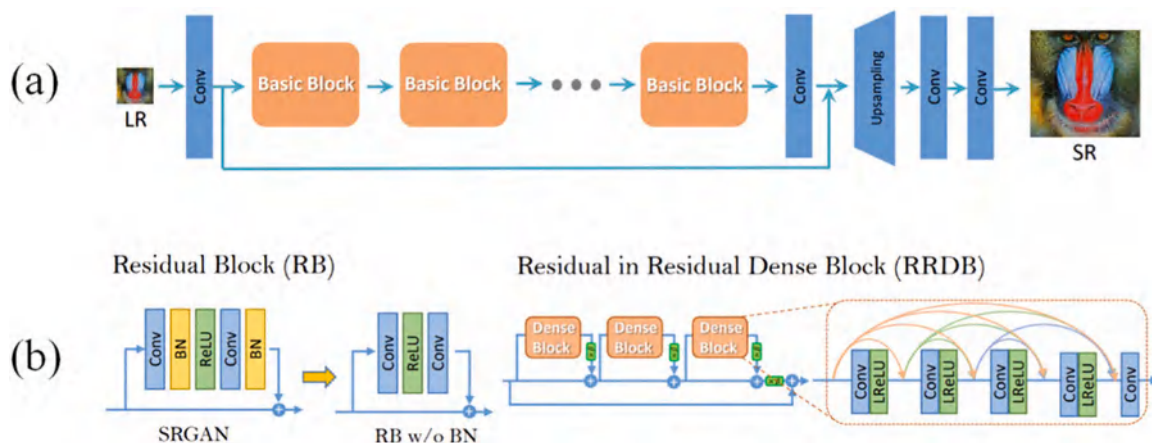 (a)
LR
Conv
Basic Block
Basic Block
Basic Block
Conv
Upsampling
Conv
Conv
SR
(b)
Residual Block (RB)
Conv
BN
ReLU
Conv
BN
SRGAN
Conv
ReLU
Conv
RB w/o BN
Residual in Residual Dense Block (RRDB)
Dense
Block
Dense
Block
Dense
Block
Conv
LReLU
Conv
LReLU
Conv
LReLU
Conv
LReLU
Conv